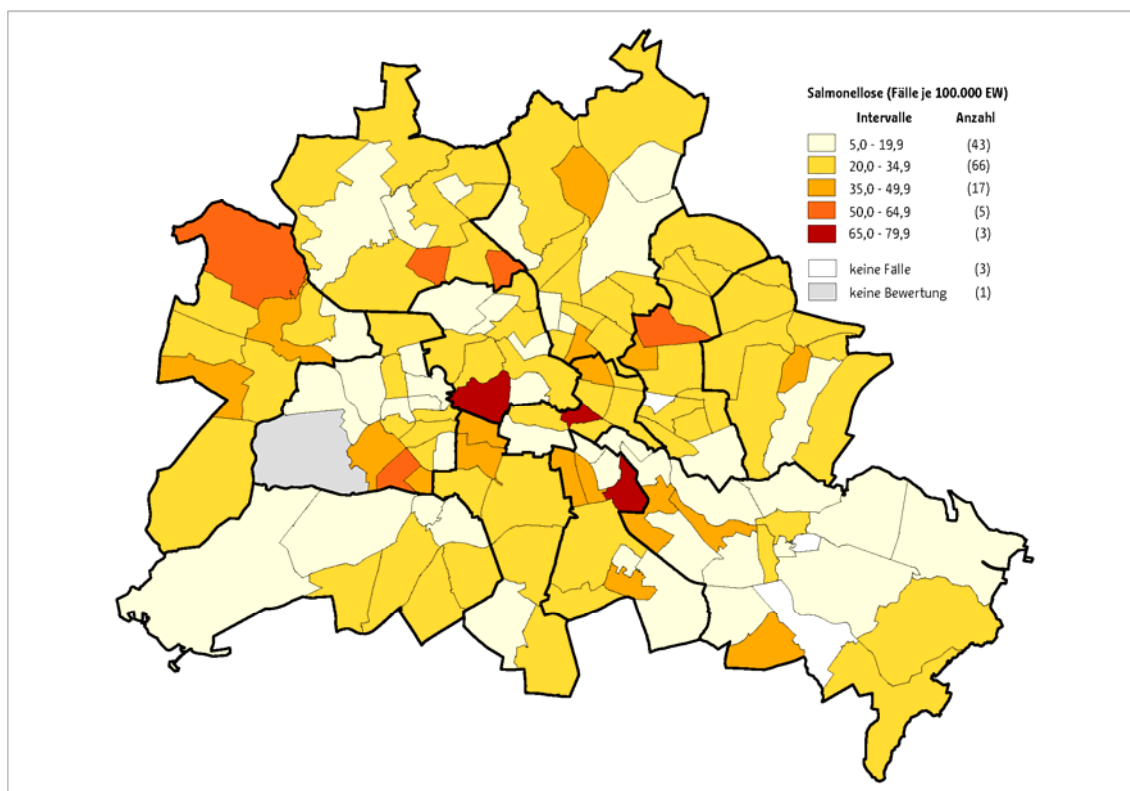 Salmonellose (Fälle je 100.000 EW)
Intervalle Anzahl
5,0 - 19,9 (43)
20,0 - 34,9 (66)
35,0 - 49,9 (17)
50,0 - 64,9 (5)
65,0 - 79,9 (3)
keine Fälle (3)
keine Bewertung (1)